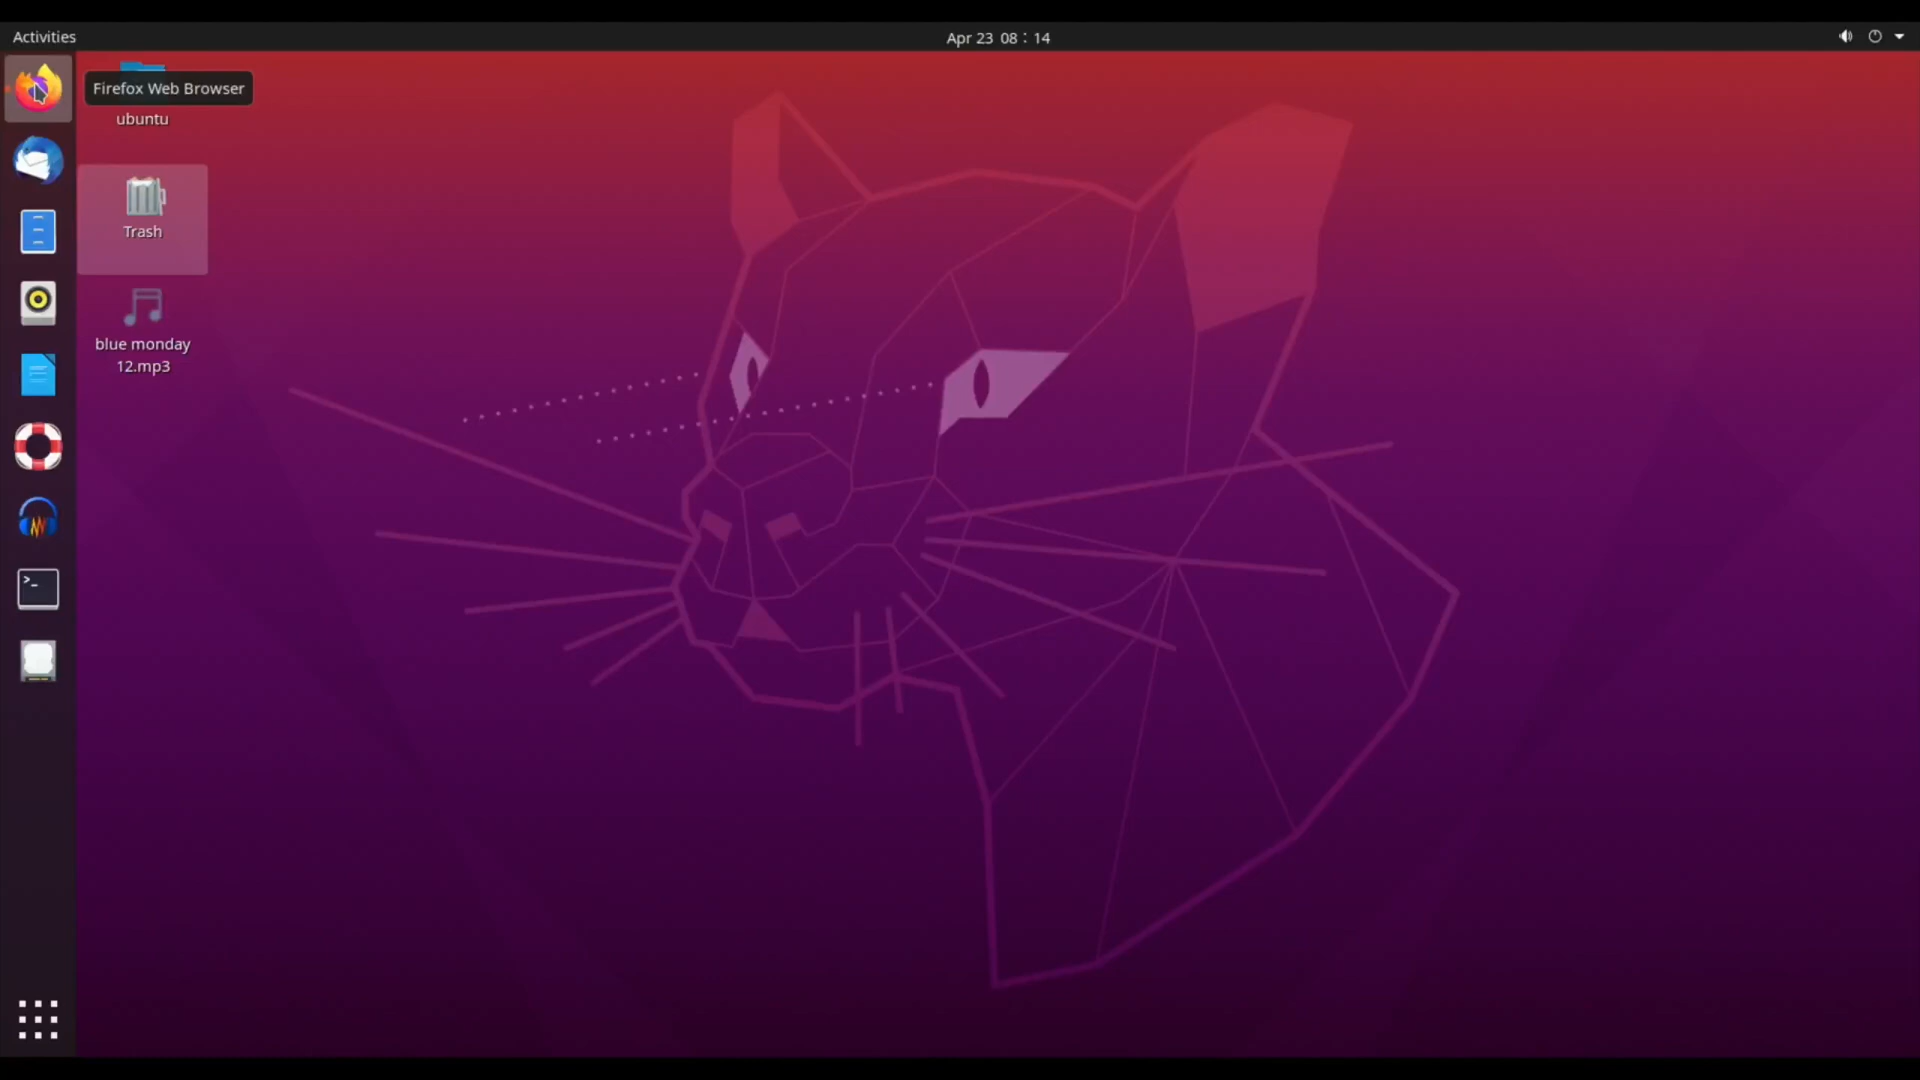 Activities
Apr 23 08:14
Firefox Web Browser
ubuntu
Trash
blue monday
12.mp3
>_